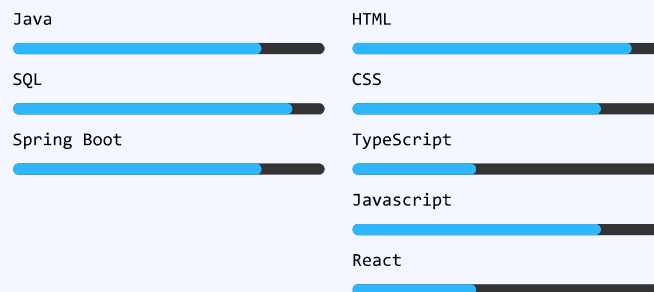 Java
SQL
Spring Boot
HTML
CSS
TypeScript
Javascript
React